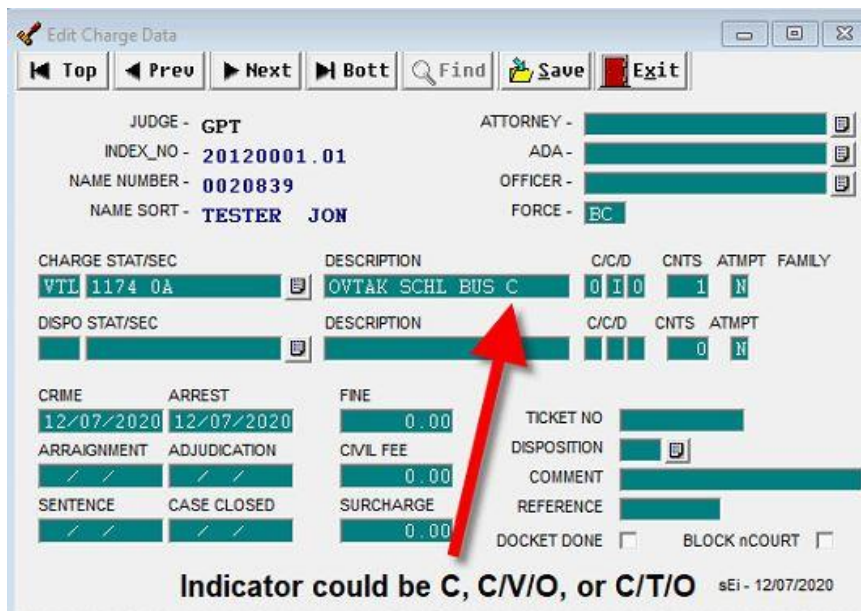 Edit Charge Data
Top Prev Next Bott Find Save Exit
JUDGE - GPT ATTORNEY -
INDEX_NO - 20120001.01 ADA -
NAME NUMBER - 0020839 OFFICER -
NAME SORT - TESTER JON FORCE - BC
CHARGE STAT/SEC DESCRIPTION C/C/D CNTS ATMPT FAMILY
VTL 1174 0A OVTAK SCHL BUS C 0 I 0 1 N
DISPO STAT/SEC DESCRIPTION C/C/D CNTS ATMPT
0 N
CRIME ARREST FINE
12/07/2020 12/07/2020 0.00 TICKET NO
ARRAIGNMENT ADJUDICATION CIVIL FEE DISPOSITION
/ / / / 0.00 COMMENT
SENTENCE CASE CLOSED SURCHARGE REFERENCE
/ / / / 0.00 DOCKET DONE BLOCK nCOURT
Indicator could be C, C/V/O, or C/T/O sEi - 12/07/2020